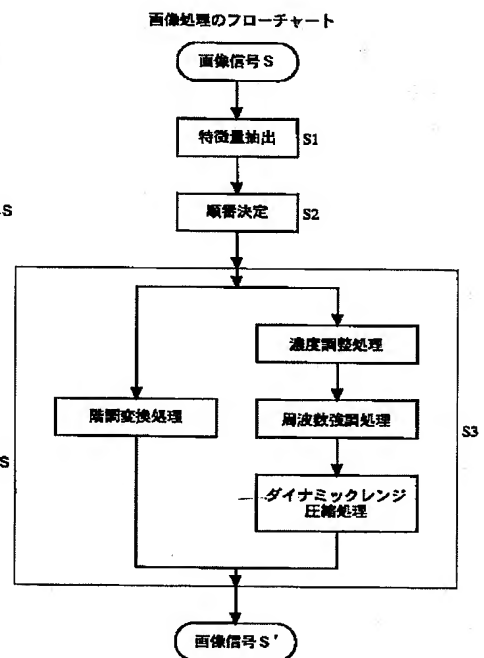 画像処理のフローチャート
画像信号S
特徴量抽出 S1
S
順番決定 S2
濃度調整処理
階調変換処理
周波数強調処理
S3
S
ダイナミックレンジ
圧縮処理
画像信号S'